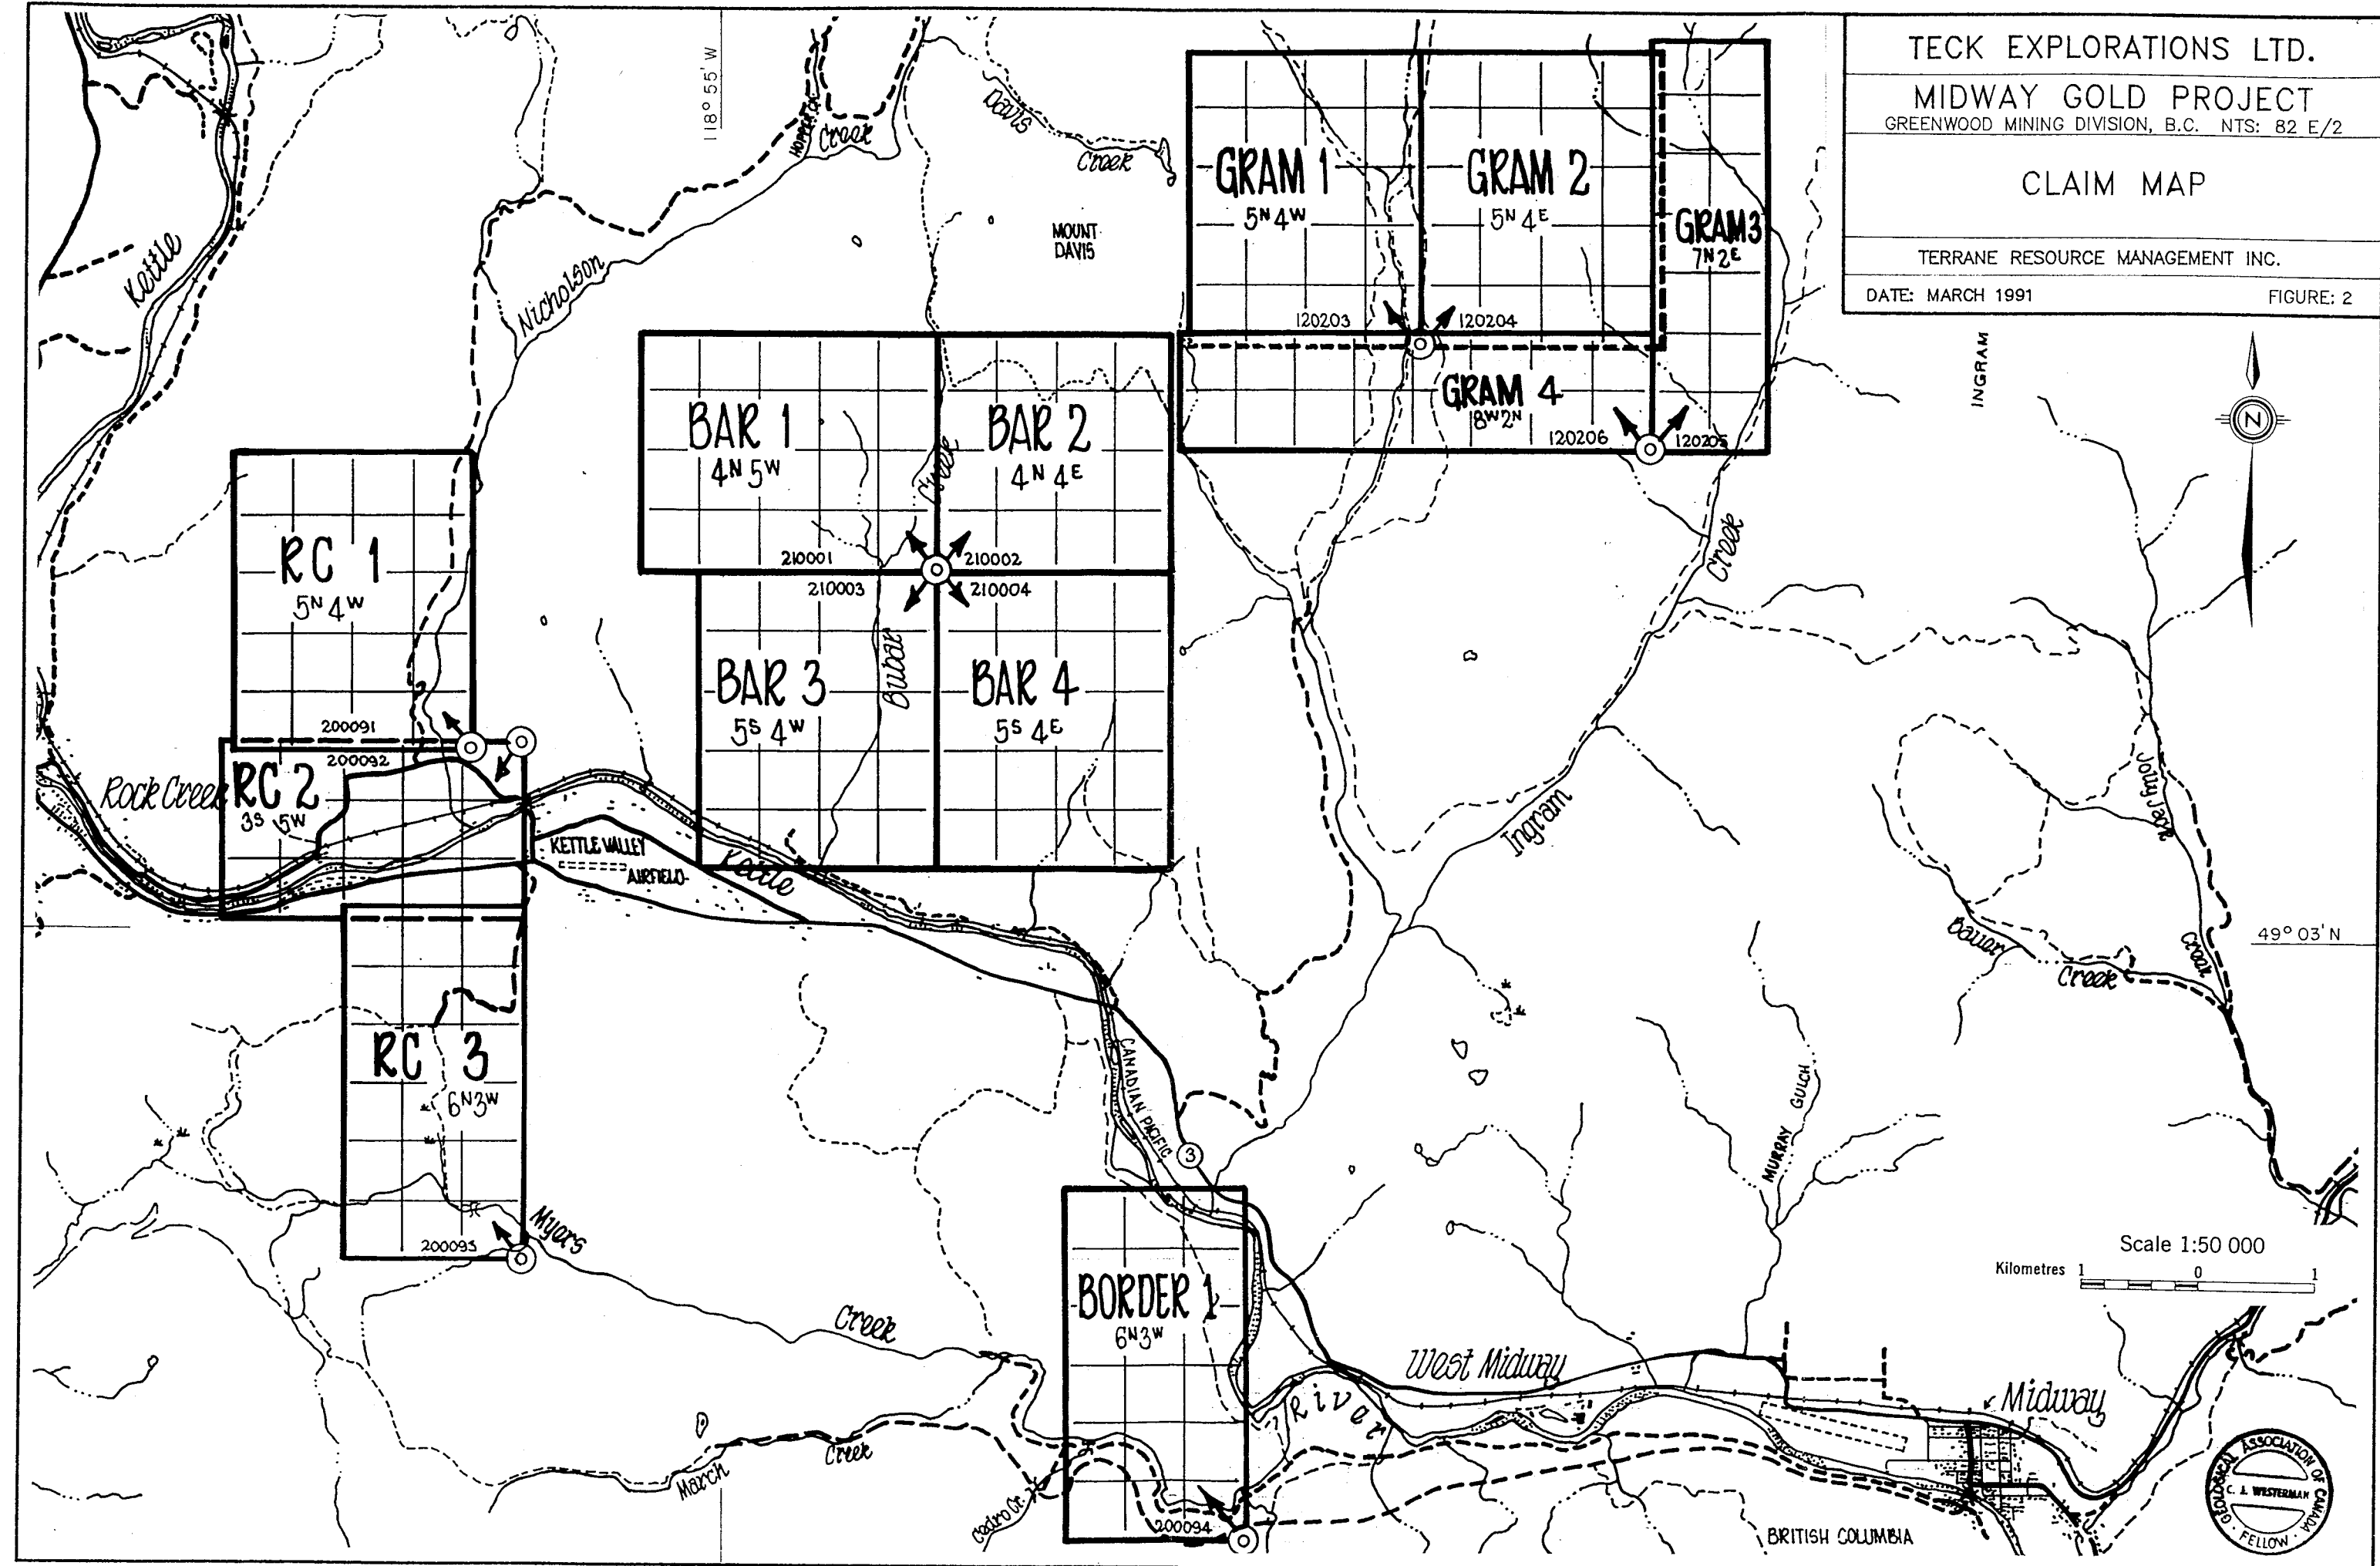 TECK EXPLORATIONS LTD.
MIDWAY GOLD PROJECT
GREENWOOD MINING DIVISION, B.C. NTS: 82 E/2
CLAIM MAP
TERRANE RESOURCE MANAGEMENT INC.
DATE: MARCH 1991 FIGURE: 2
118° 55' W
HOPPER CK.
Creek
Davis
Creek
Kettle
Nicholson
MOUNT
DAVIS
GRAM 1
5N 4W
GRAM 2
5N 4E
GRAM 3
7N 2E
120203
120204
GRAM 4
8W 2N
120206
120205
INGRAM
N
BAR 1
4N 5W
BAR 2
4N 4E
Creek
210001
210002
210003
210004
RC 1
5N 4W
Creek
Bubar
BAR 3
5S 4W
BAR 4
5S 4E
200091
200092
Rock Creek
RC 2
3S 5W
KETTLE VALLEY
AIRFIELD
Kettle
Ingram
Jolly Jack
Creek
Bauer
Creek
49° 03' N
RC 3
6N 3W
CANADIAN PACIFIC
3
MURRAY GULCH
200093
Myers
Creek
Scale 1:50 000
Kilometres 1 0 1
BORDER 1
6N 3W
West Midway
River
Midway
March
Creek
Cedro Cr.
200094
BRITISH COLUMBIA
GEOLOGICAL ASSOCIATION OF CANADA
C. J. WESTERMAN
FELLOW